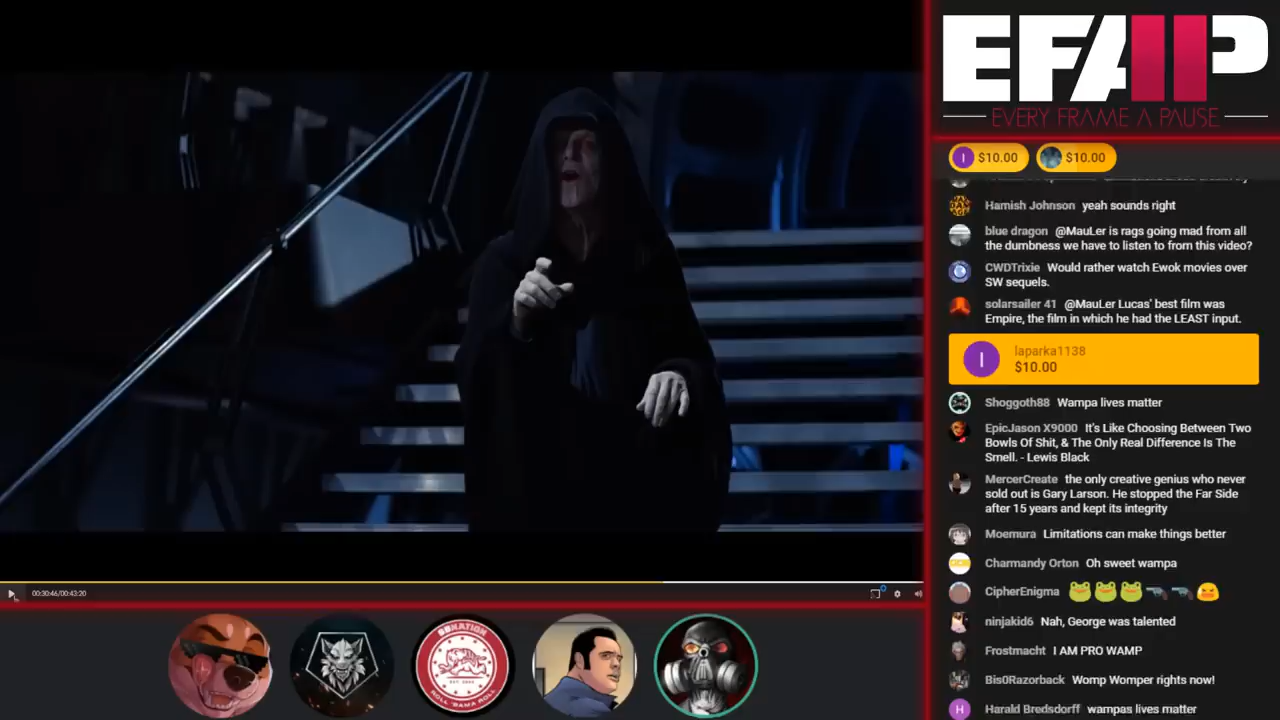 EFAP
EVERY FRAME A PAUSE
I $10.00
$10.00
Hamish Johnson yeah sounds right
blue dragon @MauLer is rags going mad from all
the dumbness we have to listen to from this video?
CWDTrixie Would rather watch Ewok movies over
SW sequels.
solarsailer 41 @MauLer Lucas' best film was
Empire, the film in which he had the LEAST input.
I
laparka1138
$10.00
Shoggoth88 Wampa lives matter
EpicJason X9000 It's Like Choosing Between Two
Bowls Of Shit, & The Only Real Difference Is The
Smell. - Lewis Black
MercerCreate the only creative genius who never
sold out is Gary Larson. He stopped the Far Side
after 15 years and kept its integrity
Moemura Limitations can make things better
Charmandy Orton Oh sweet wampa
CipherEnigma 🐸🐸🐸🔫🔫😡
ninjakid6 Nah, George was talented
Frostmacht I AM PRO WAMP
Bis0Razorback Womp Womper rights now!
H Harald Bredsdorff wampas lives matter
00:30:46/00:43:20
ROLL 'BAMA ROLL